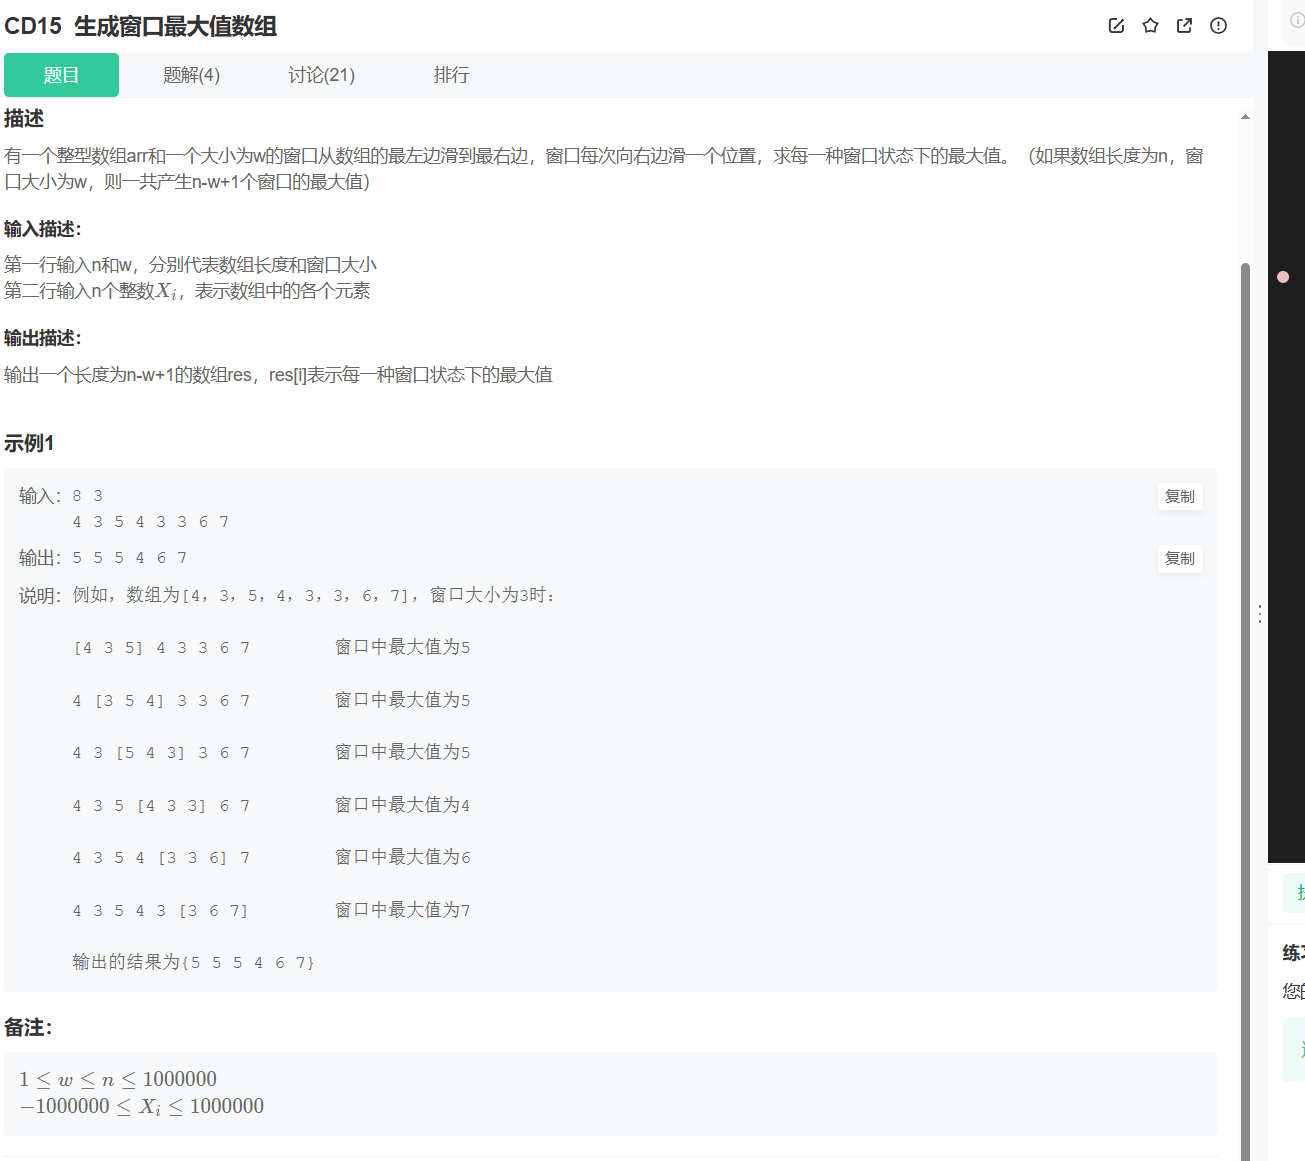 CD15 生成窗口最大值数组
题目 题解(4) 讨论(21) 排行
描述
有一个整型数组arr和一个大小为w的窗口从数组的最左边滑到最右边，窗口每次向右边滑一个位置，求每一种窗口状态下的最大值。（如果数组长度为n，窗
口大小为w，则一共产生n-w+1个窗口的最大值）
输入描述：
第一行输入n和w，分别代表数组长度和窗口大小
第二行输入n个整数Xi，表示数组中的各个元素
输出描述：
输出一个长度为n-w+1的数组res，res[i]表示每一种窗口状态下的最大值
示例1
输入：8 3 复制
4 3 5 4 3 3 6 7
输出：5 5 5 4 6 7 复制
说明：例如，数组为[4，3，5，4，3，3，6，7]，窗口大小为3时：
[4 3 5] 4 3 3 6 7 窗口中最大值为5
4 [3 5 4] 3 3 6 7 窗口中最大值为5
4 3 [5 4 3] 3 6 7 窗口中最大值为5
4 3 5 [4 3 3] 6 7 窗口中最大值为4
4 3 5 4 [3 3 6] 7 窗口中最大值为6
4 3 5 4 3 [3 6 7] 窗口中最大值为7
输出的结果为{5 5 5 4 6 7}
备注：
1 ≤ w ≤ n ≤ 1000000
−1000000 ≤ Xi ≤ 1000000
练